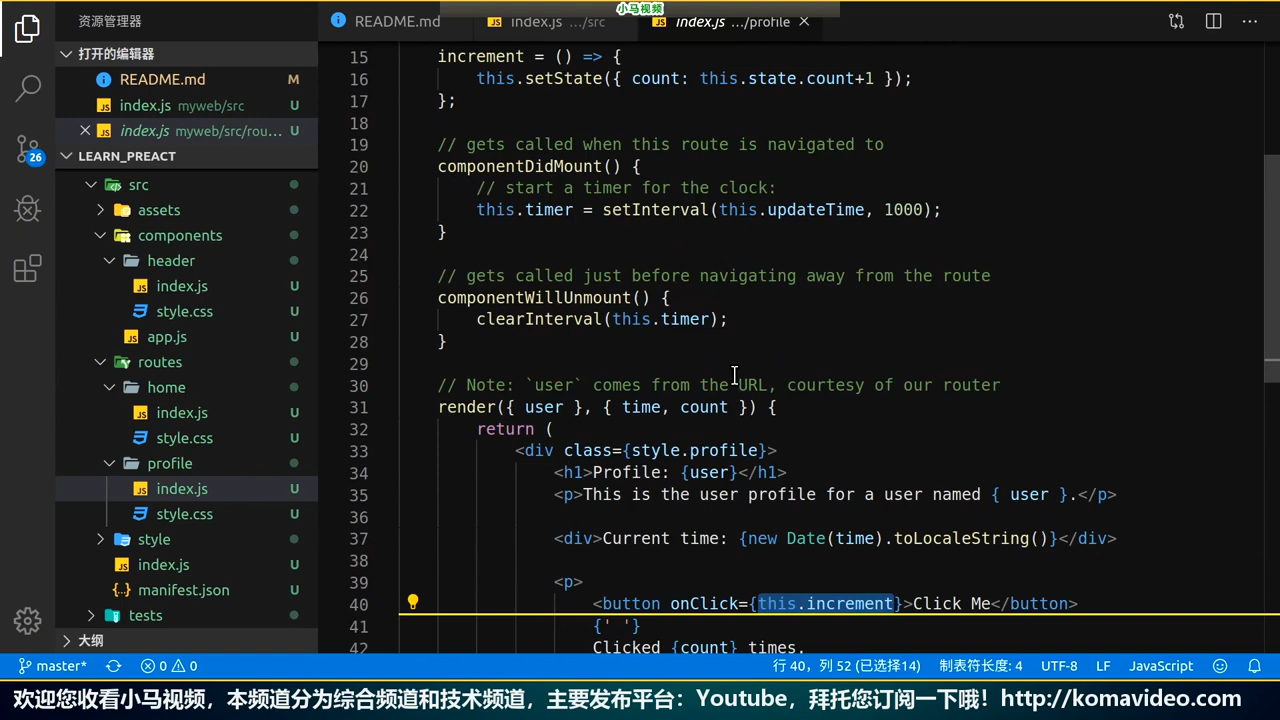 小马视频
资源管理器
README.md
index.js …/src
index.js …/profile
打开的编辑器
README.md M
index.js myweb/src U
index.js myweb/src/rou... U
LEARN_PREACT
src
assets
components
header
index.js U
style.css U
app.js U
routes
home
index.js U
style.css U
profile
index.js U
style.css U
style
index.js U
manifest.json U
tests
大纲
26
15 increment = () => {
16 this.setState({ count: this.state.count+1 });
17 };
18
19 // gets called when this route is navigated to
20 componentDidMount() {
21 // start a timer for the clock:
22 this.timer = setInterval(this.updateTime, 1000);
23 }
24
25 // gets called just before navigating away from the route
26 componentWillUnmount() {
27 clearInterval(this.timer);
28 }
29
30 // Note: `user` comes from the URL, courtesy of our router
31 render({ user }, { time, count }) {
32 return (
33 <div class={style.profile}>
34 <h1>Profile: {user}</h1>
35 <p>This is the user profile for a user named { user }.</p>
36
37 <div>Current time: {new Date(time).toLocaleString()}</div>
38
39 <p>
40 <button onClick={this.increment}>Click Me</button>
41 {' '}
42 Clicked {count} times.
master* 0 0 行 40，列 52 (已选择14) 制表符长度: 4 UTF-8 LF JavaScript
欢迎您收看小马视频，本频道分为综合频道和技术频道，主要发布平台：Youtube，拜托您订阅一下哦！http://komavideo.com